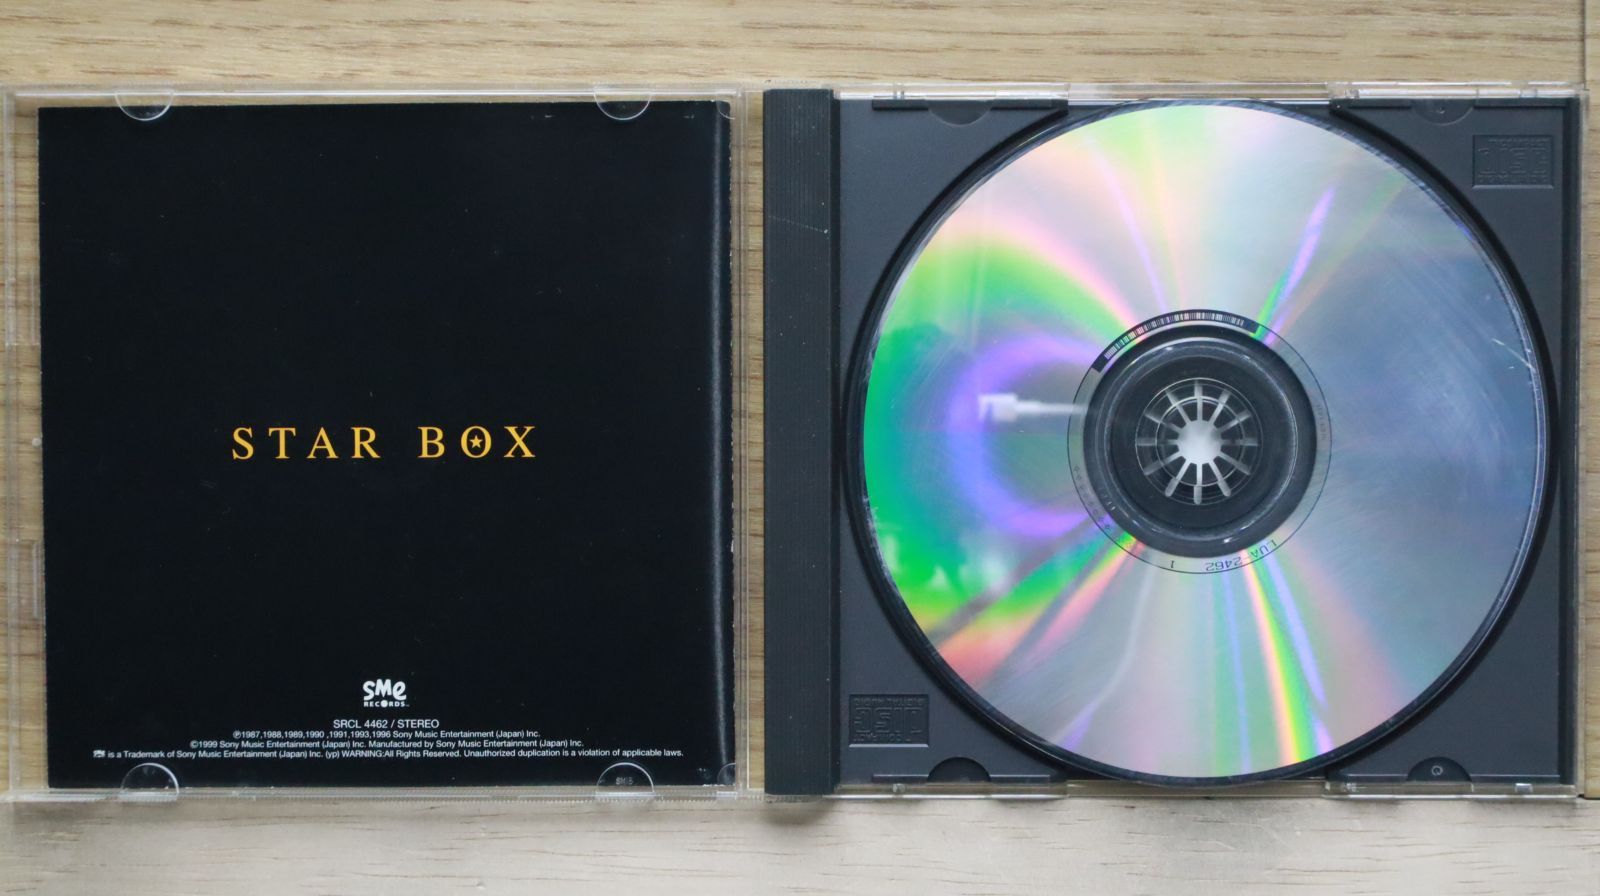 STAR BOX
SMe
RECORDS
SRCL 4462 / STEREO
℗1987,1988,1989,1990 ,1991,1993,1996 Sony Music Entertainment (Japan) Inc.
©1999 Sony Music Entertainment (Japan) Inc. Manufactured by Sony Music Entertainment (Japan) Inc.
SMe is a Trademark of Sony Music Entertainment (Japan) Inc. (yp) WARNING:All Rights Reserved. Unauthorized duplication is a violation of applicable laws.
1